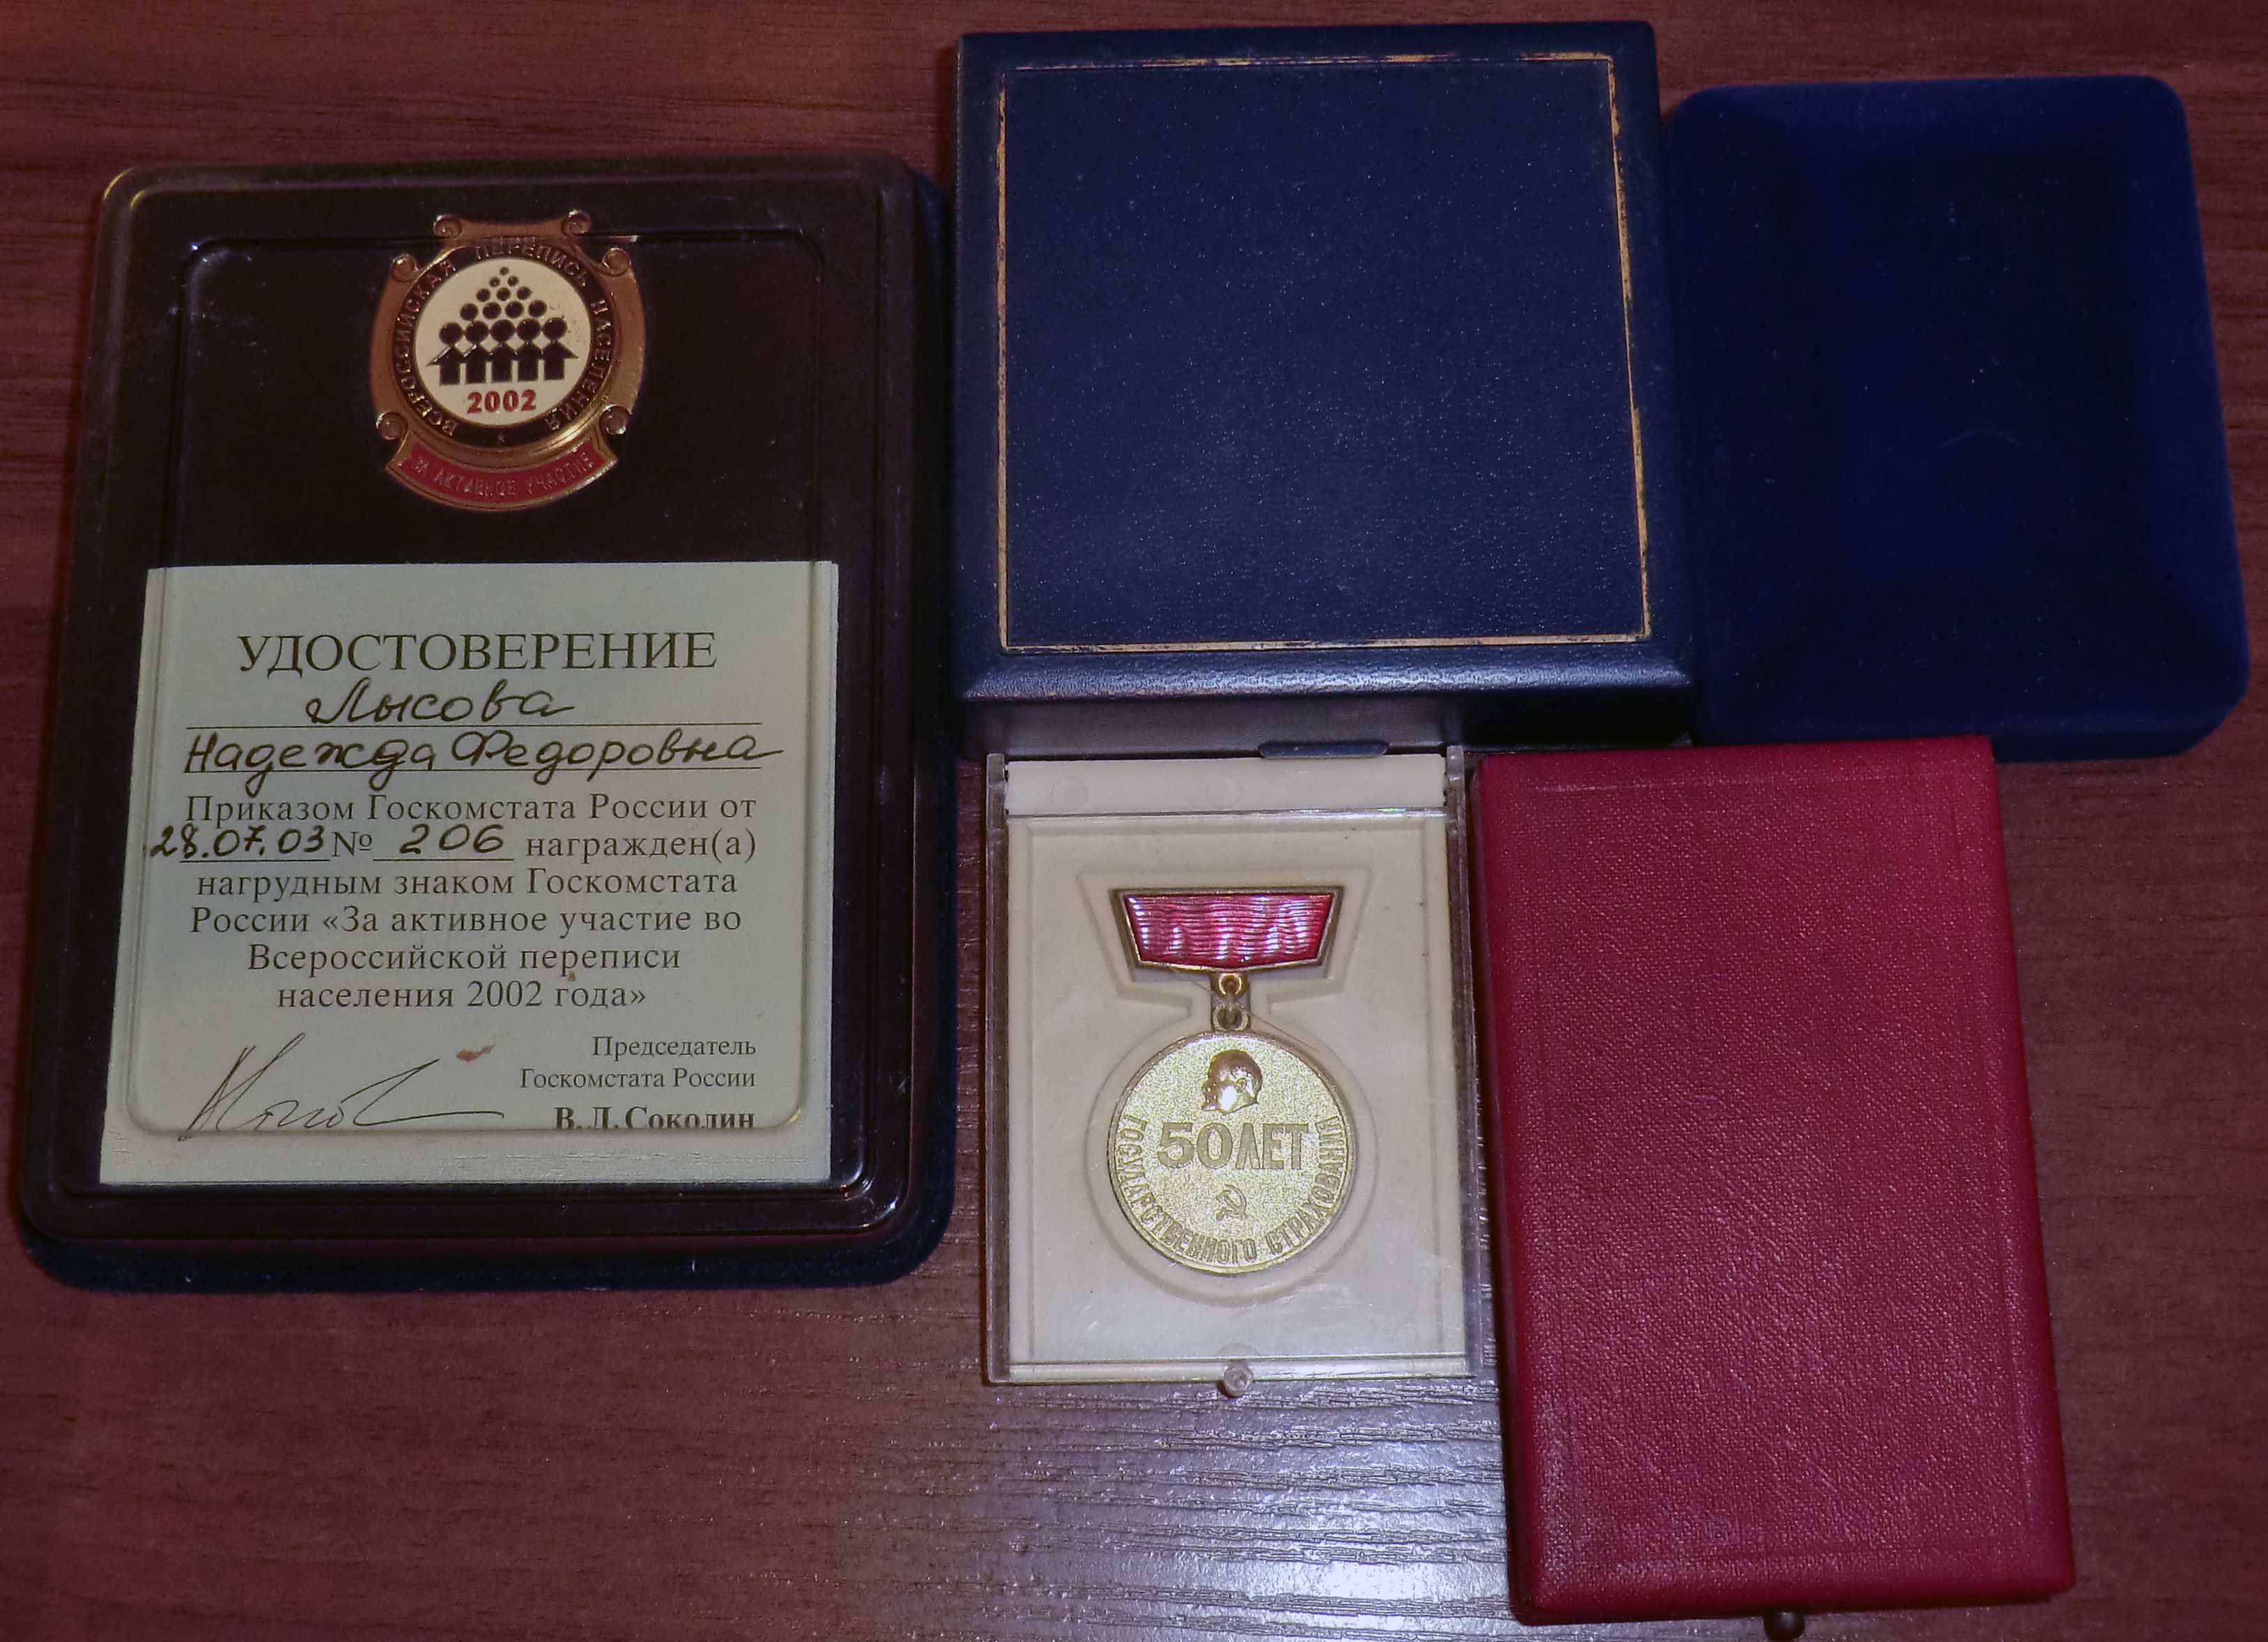 ВСЕРОССИЙСКАЯ ПЕРЕПИСЬ НАСЕЛЕНИЯ
2002
ЗА АКТИВНОЕ УЧАСТИЕ
УДОСТОВЕРЕНИЕ
Лысова
Надежда Федоровна
Приказом Госкомстата России от
28.07.03 № 206 награжден(а)
нагрудным знаком Госкомстата
России «За активное участие во
Всероссийской переписи
населения 2002 года»
Председатель
Госкомстата России
В. Л. Соколин
50 ЛЕТ
ГОСУДАРСТВЕННОГО СТРАХОВАНИЯ